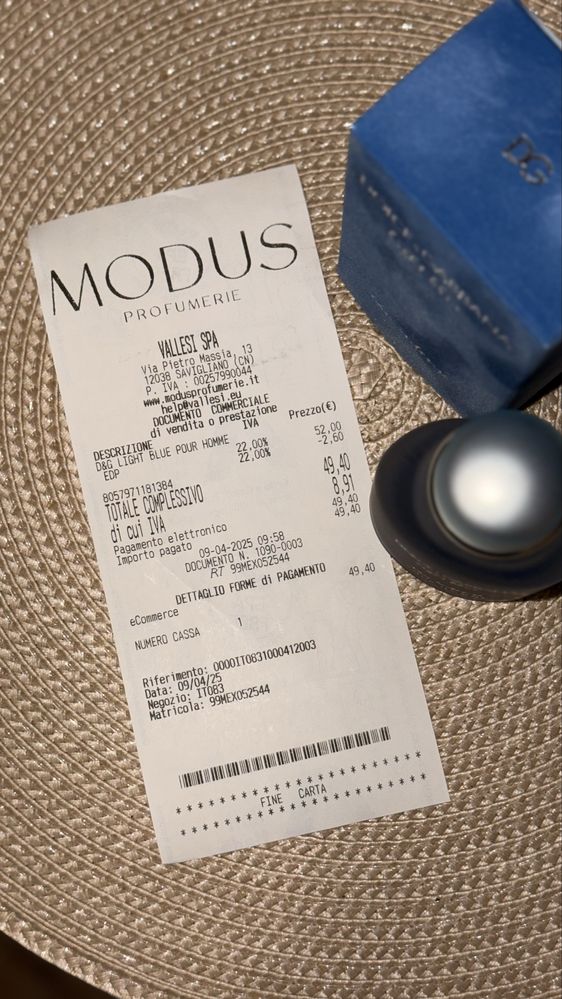 MODUS
PROFUMERIE
VALLESI SPA
Via Pietro Massia, 13
12038 SAVIGLIANO (CN)
P. IVA : 00257990044
www.modusprofumerie.it
help@vallesi.eu
DOCUMENTO COMMERCIALE
di vendita o prestazione
DESCRIZIONE IVA Prezzo(€)
D&G LIGHT BLUE POUR HOMME 22,00% 52,00
EDP 22,00% -2,60
8057971181384
TOTALE COMPLESSIVO 49,40
di cui IVA 8,91
Pagamento elettronico 49,40
Importo pagato 49,40
09-04-2025 09:58
DOCUMENTO N. 1090-0003
RT 99MEX052544
DETTAGLIO FORME di PAGAMENTO
eCommerce 49,40
NUMERO CASSA 1
Riferimento: 0000IT0831000412003
Data: 09/04/25
Negozio: IT083
Matricola: 99MEX052544
FINE CARTA
DG